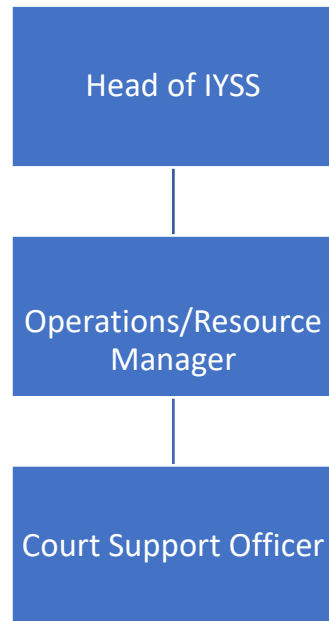 Head of IYSS
Operations/Resource
Manager
Court Support Officer